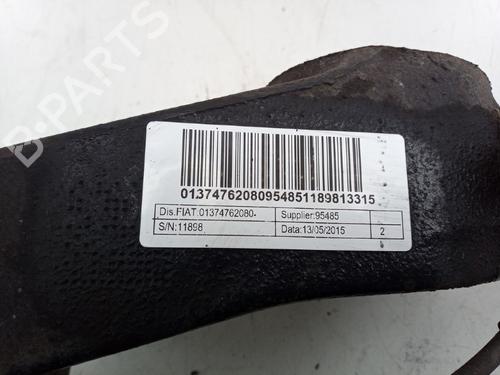 B-PARTS
01374762080954851189813315
Dis.FIAT:01374762080- Supplier:95485
S/N:11898 Data:13/05/2015 2